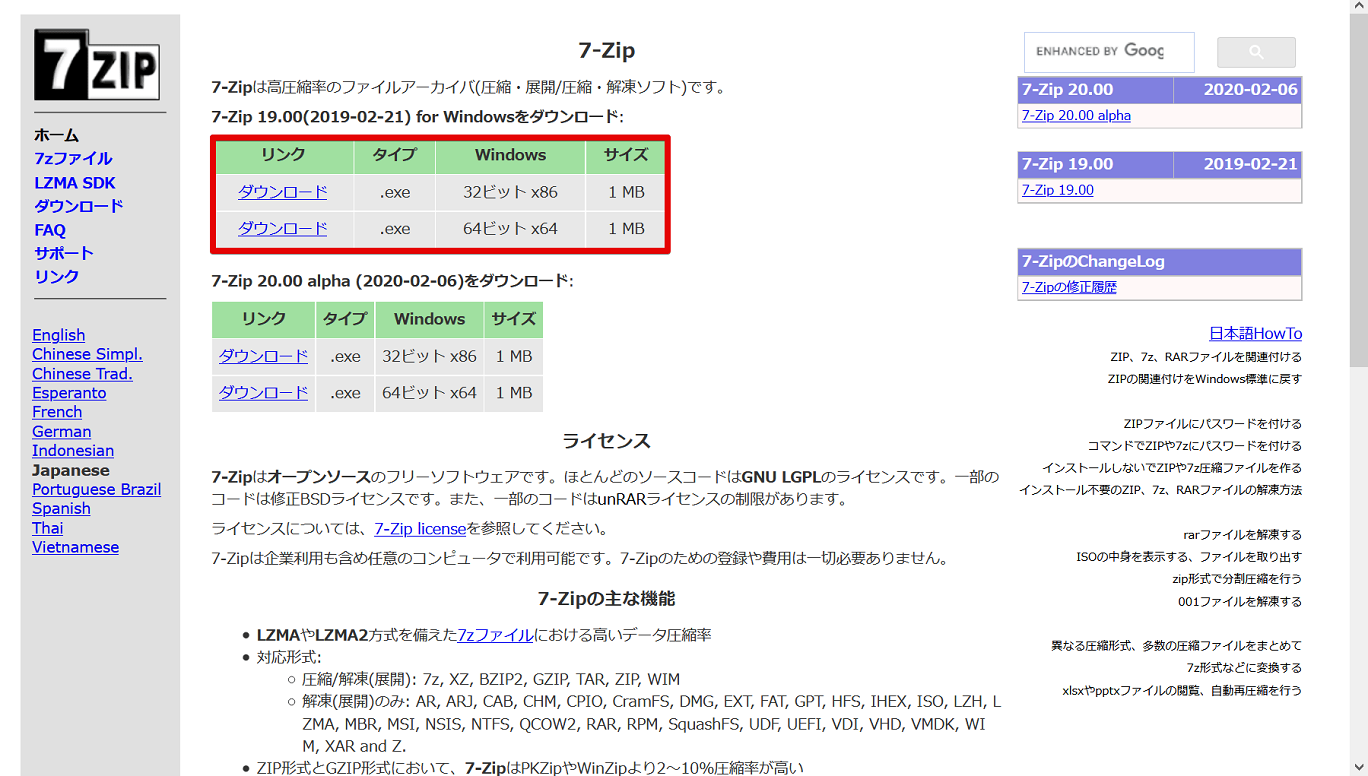 7 ZIP
ホーム
7zファイル
LZMA SDK
ダウンロード
FAQ
サポート
リンク
English
Chinese Simpl.
Chinese Trad.
Esperanto
French
German
Indonesian
Japanese
Portuguese Brazil
Spanish
Thai
Vietnamese
7-Zip
7-Zipは高圧縮率のファイルアーカイバ(圧縮・展開/圧縮・解凍ソフト)です。
7-Zip 19.00(2019-02-21) for Windowsをダウンロード:
リンク タイプ Windows サイズ
ダウンロード .exe 32ビット x86 1 MB
ダウンロード .exe 64ビット x64 1 MB
7-Zip 20.00 alpha (2020-02-06)をダウンロード:
リンク タイプ Windows サイズ
ダウンロード .exe 32ビット x86 1 MB
ダウンロード .exe 64ビット x64 1 MB
ライセンス
7-Zipはオープンソースのフリーソフトウェアです。ほとんどのソースコードはGNU LGPLのライセンスです。一部の
コードは修正BSDライセンスです。また、一部のコードはunRARライセンスの制限があります。
ライセンスについては、7-Zip licenseを参照してください。
7-Zipは企業利用も含め任意のコンピュータで利用可能です。7-Zipのための登録や費用は一切必要ありません。
7-Zipの主な機能
• LZMAやLZMA2方式を備えた7zファイルにおける高いデータ圧縮率
• 対応形式:
○ 圧縮/解凍(展開): 7z, XZ, BZIP2, GZIP, TAR, ZIP, WIM
○ 解凍(展開)のみ: AR, ARJ, CAB, CHM, CPIO, CramFS, DMG, EXT, FAT, GPT, HFS, IHEX, ISO, LZH, L
ZMA, MBR, MSI, NSIS, NTFS, QCOW2, RAR, RPM, SquashFS, UDF, UEFI, VDI, VHD, VMDK, WI
M, XAR and Z.
• ZIP形式とGZIP形式において、7-ZipはPKZipやWinZipより2～10%圧縮率が高い
ENHANCED BY Goog
7-Zip 20.00 2020-02-06
7-Zip 20.00 alpha
7-Zip 19.00 2019-02-21
7-Zip 19.00
7-ZipのChangeLog
7-Zipの修正履歴
日本語HowTo
ZIP、7z、RARファイルを関連付ける
ZIPの関連付けをWindows標準に戻す
ZIPファイルにパスワードを付ける
コマンドでZIPや7zにパスワードを付ける
インストールしないでZIPや7z圧縮ファイルを作る
インストール不要のZIP、7z、RARファイルの解凍方法
rarファイルを解凍する
ISOの中身を表示する、ファイルを取り出す
zip形式で分割圧縮を行う
001ファイルを解凍する
異なる圧縮形式、多数の圧縮ファイルをまとめて
7z形式などに変換する
xlsxやpptxファイルの閲覧、自動再圧縮を行う